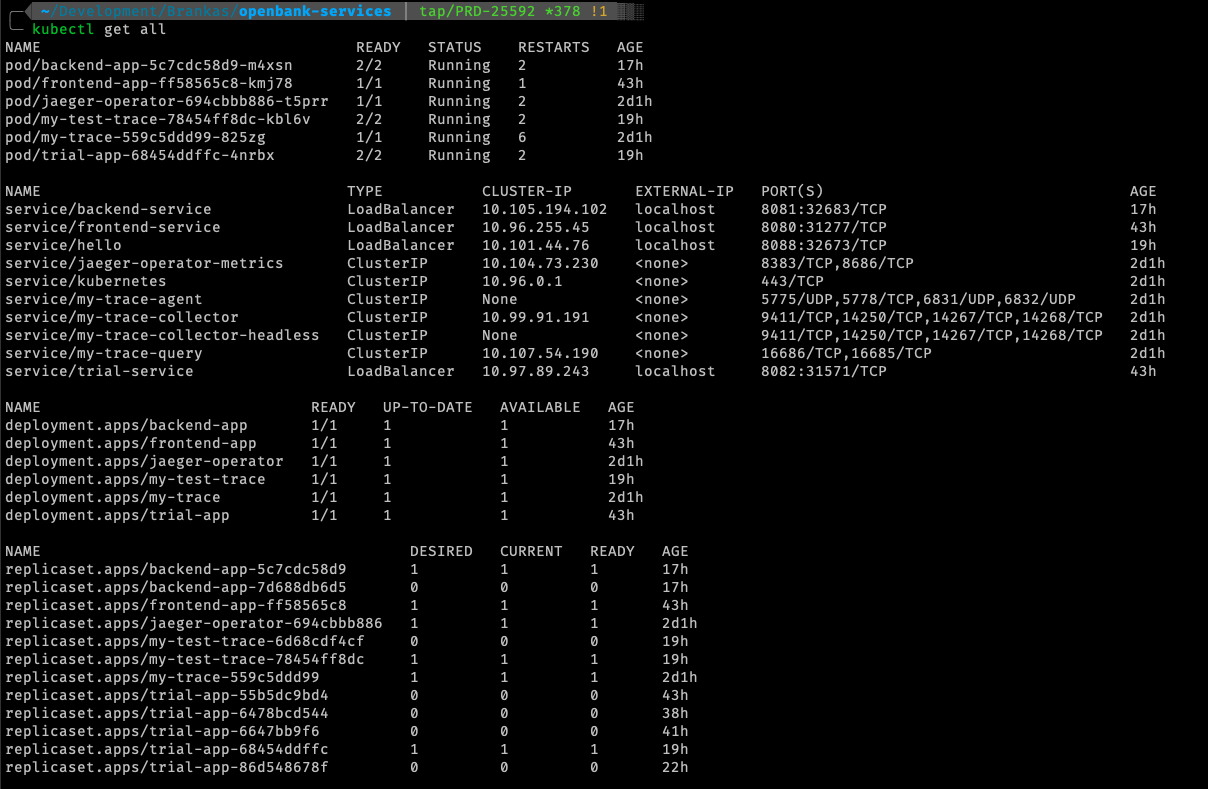 ~/Development/Brankas/openbank-services | tap/PRD-25592 *378 !1
kubectl get all
NAME READY STATUS RESTARTS AGE
pod/backend-app-5c7cdc58d9-m4xsn 2/2 Running 2 17h
pod/frontend-app-ff58565c8-kmj78 1/1 Running 1 43h
pod/jaeger-operator-694cbbb886-t5prr 1/1 Running 2 2d1h
pod/my-test-trace-78454ff8dc-kbl6v 2/2 Running 2 19h
pod/my-trace-559c5ddd99-825zg 1/1 Running 6 2d1h
pod/trial-app-68454ddffc-4nrbx 2/2 Running 2 19h
NAME TYPE CLUSTER-IP EXTERNAL-IP PORT(S) AGE
service/backend-service LoadBalancer 10.105.194.102 localhost 8081:32683/TCP 17h
service/frontend-service LoadBalancer 10.96.255.45 localhost 8080:31277/TCP 43h
service/hello LoadBalancer 10.101.44.76 localhost 8088:32673/TCP 19h
service/jaeger-operator-metrics ClusterIP 10.104.73.230 <none> 8383/TCP,8686/TCP 2d1h
service/kubernetes ClusterIP 10.96.0.1 <none> 443/TCP 2d1h
service/my-trace-agent ClusterIP None <none> 5775/UDP,5778/TCP,6831/UDP,6832/UDP 2d1h
service/my-trace-collector ClusterIP 10.99.91.191 <none> 9411/TCP,14250/TCP,14267/TCP,14268/TCP 2d1h
service/my-trace-collector-headless ClusterIP None <none> 9411/TCP,14250/TCP,14267/TCP,14268/TCP 2d1h
service/my-trace-query ClusterIP 10.107.54.190 <none> 16686/TCP,16685/TCP 2d1h
service/trial-service LoadBalancer 10.97.89.243 localhost 8082:31571/TCP 43h
NAME READY UP-TO-DATE AVAILABLE AGE
deployment.apps/backend-app 1/1 1 1 17h
deployment.apps/frontend-app 1/1 1 1 43h
deployment.apps/jaeger-operator 1/1 1 1 2d1h
deployment.apps/my-test-trace 1/1 1 1 19h
deployment.apps/my-trace 1/1 1 1 2d1h
deployment.apps/trial-app 1/1 1 1 43h
NAME DESIRED CURRENT READY AGE
replicaset.apps/backend-app-5c7cdc58d9 1 1 1 17h
replicaset.apps/backend-app-7d688db6d5 0 0 0 17h
replicaset.apps/frontend-app-ff58565c8 1 1 1 43h
replicaset.apps/jaeger-operator-694cbbb886 1 1 1 2d1h
replicaset.apps/my-test-trace-6d68cdf4cf 0 0 0 19h
replicaset.apps/my-test-trace-78454ff8dc 1 1 1 19h
replicaset.apps/my-trace-559c5ddd99 1 1 1 2d1h
replicaset.apps/trial-app-55b5dc9bd4 0 0 0 43h
replicaset.apps/trial-app-6478bcd544 0 0 0 38h
replicaset.apps/trial-app-6647bb9f6 0 0 0 41h
replicaset.apps/trial-app-68454ddffc 1 1 1 19h
replicaset.apps/trial-app-86d548678f 0 0 0 22h